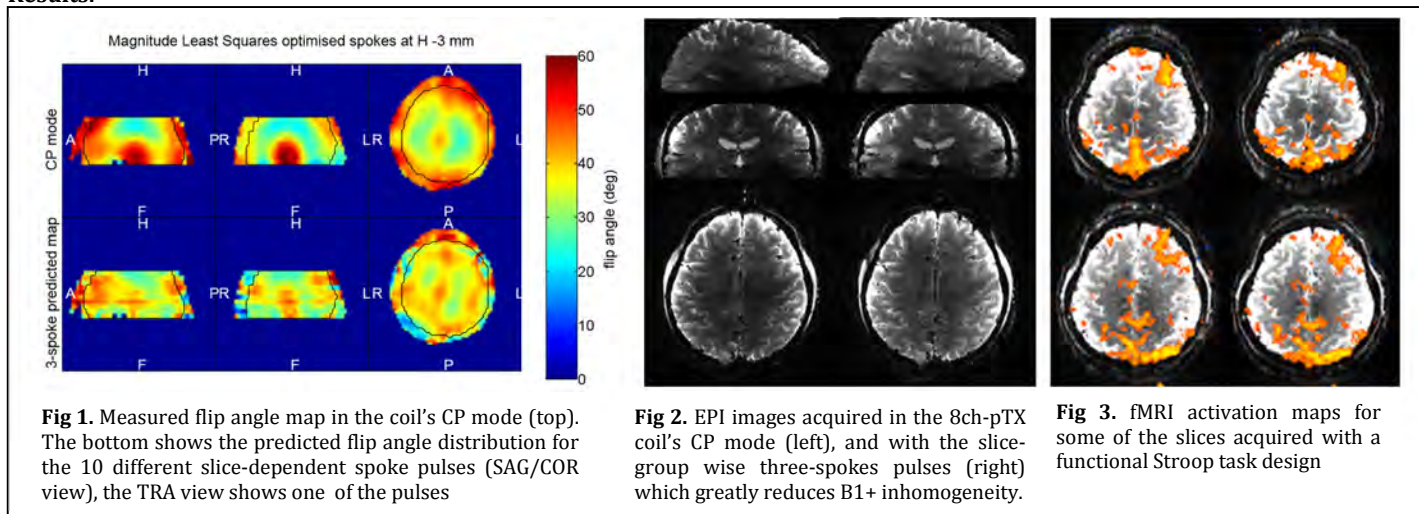 Results.
Magnitude Least Squares optimised spokes at H -3 mm
H H A
CP mode
A PR LR L
F F P
H H A
3-spoke predicted map
A PR LR L
F F P
60
50
40
30
20
10
0
flip angle (deg)
Fig 1. Measured flip angle map in the coil's CP mode (top).
The bottom shows the predicted flip angle distribution for
the 10 different slice-dependent spoke pulses (SAG/COR
view), the TRA view shows one of the pulses
Fig 2. EPI images acquired in the 8ch-pTX
coil's CP mode (left), and with the slice-
group wise three-spokes pulses (right)
which greatly reduces B1+ inhomogeneity.
Fig 3. fMRI activation maps for
some of the slices acquired with a
functional Stroop task design